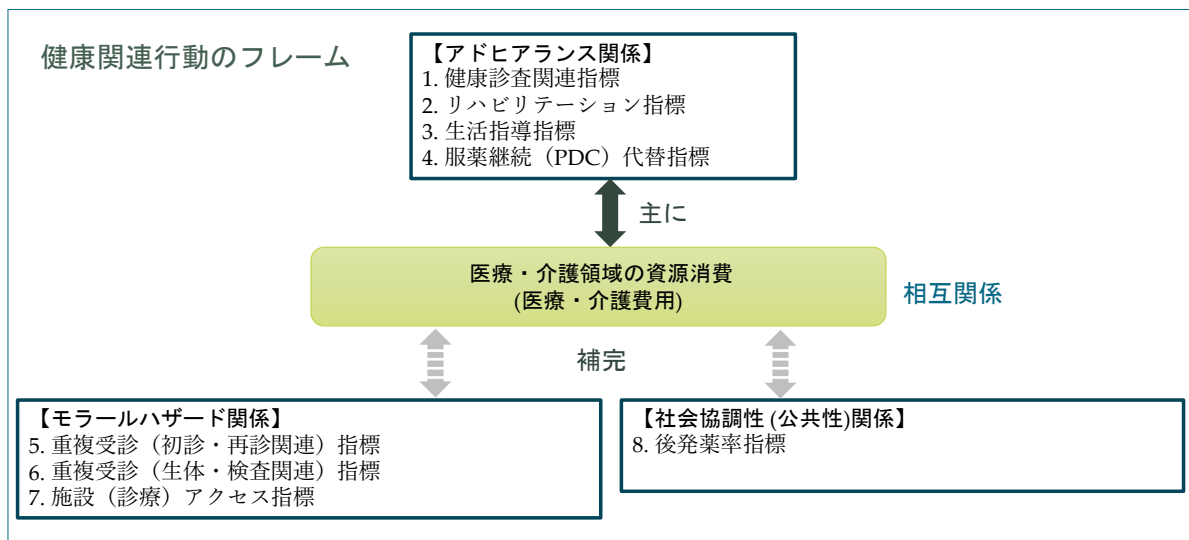 健康関連行動のフレーム
【アドヒアランス関係】
1. 健康診査関連指標
2. リハビリテーション指標
3. 生活指導指標
4. 服薬継続（PDC）代替指標
主に
医療・介護領域の資源消費
(医療・介護費用)
相互関係
補完
【モラールハザード関係】
5. 重複受診（初診・再診関連）指標
6. 重複受診（生体・検査関連）指標
7. 施設（診療）アクセス指標
【社会協調性 (公共性)関係】
8. 後発薬率指標